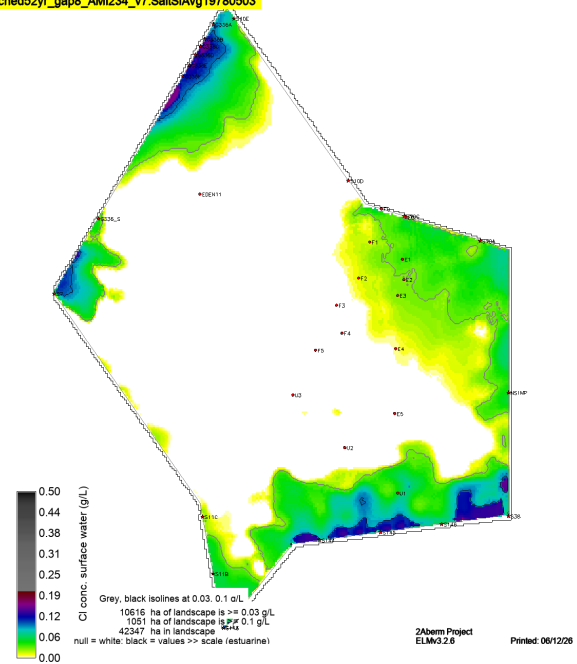 ched52yr_gap8_AMI234_v7.SaltSfAvg19780503
S10E
EDEN11
S10D
F1
E1
F2
E2
E3
F3
F4
F5
E4
U3
NSIMP
E5
U2
U1
S11C
S38
S11B
0.50
0.44
0.38
0.31
0.25
0.19
0.12
0.06
0.00
Cl conc. surface water (g/L)
Grey, black isolines at 0.03, 0.1 g/L
10616 ha of landscape is >= 0.03 g/L
1051 ha of landscape is >= 0.1 g/L
42347 ha in landscape
null = white: black = values >> scale (estuarine)
2Aberm Project
ELMv3.2.6
Printed: 06/12/26